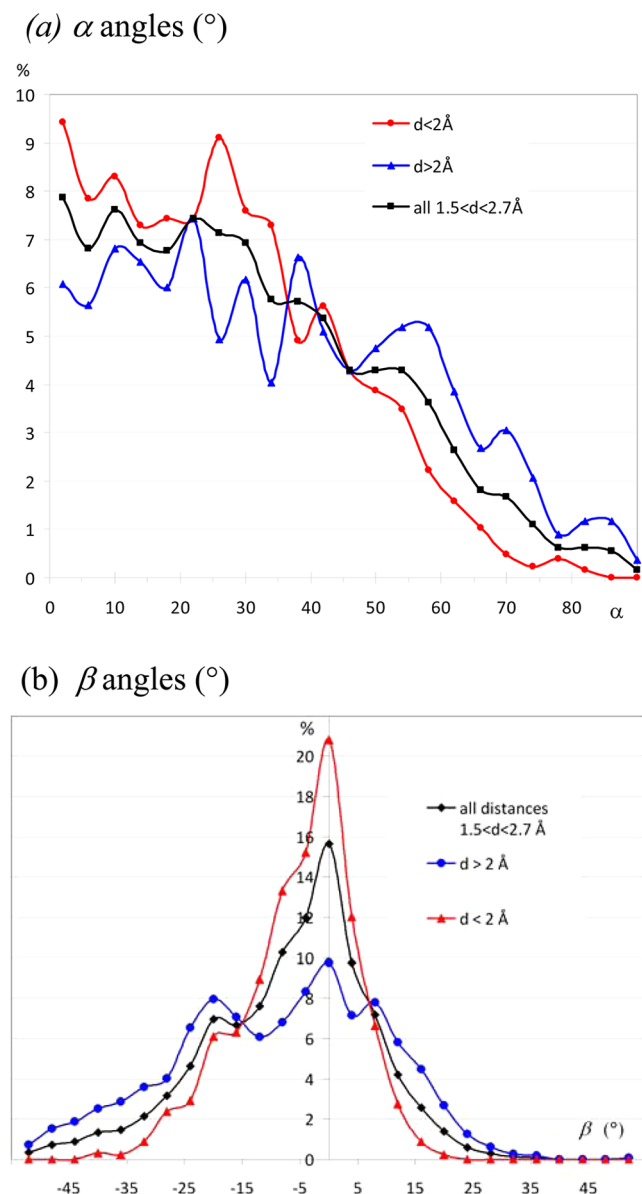 (a) α angles (°)
%
10
9
8
7
6
5
4
3
2
1
0
d<2Å
d>2Å
all 1.5<d<2.7Å
0 10 20 30 40 50 60 70 80 α
(b) β angles (°)
%
20
18
16
14
12
10
8
6
4
2
0
all distances
1.5<d<2.7 Å
d > 2 Å
d < 2 Å
β (°)
-45 -35 -25 -15 -5 5 15 25 35 45